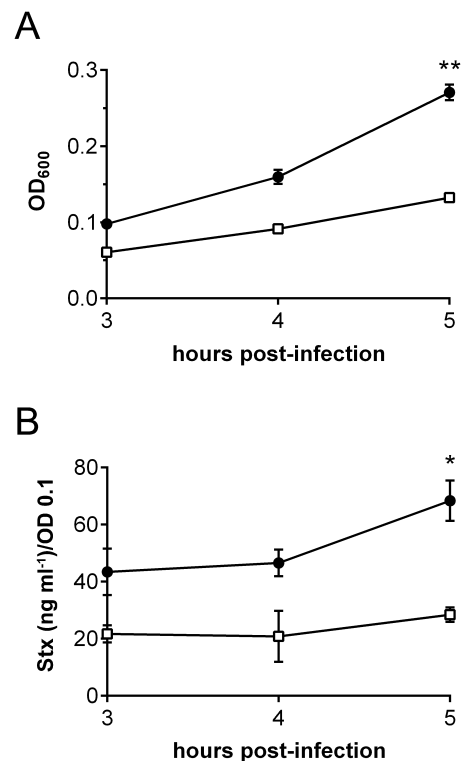 A
**
0.3
0.2
0.1
0.0
OD600
3 4 5
hours post-infection
B
*
80
60
40
20
0
Stx (ng ml-1)/OD 0.1
3 4 5
hours post-infection